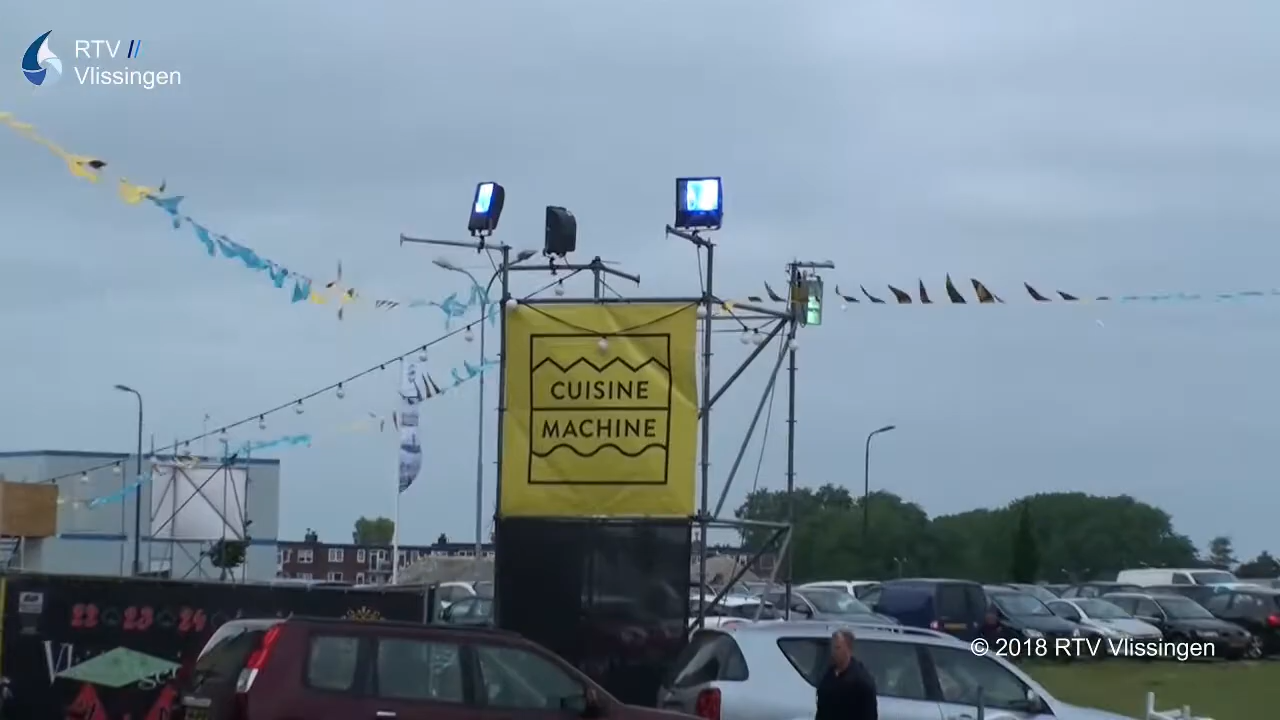 RTV //
Vlissingen
CUISINE
MACHINE
22 23 24
© 2018 RTV Vlissingen